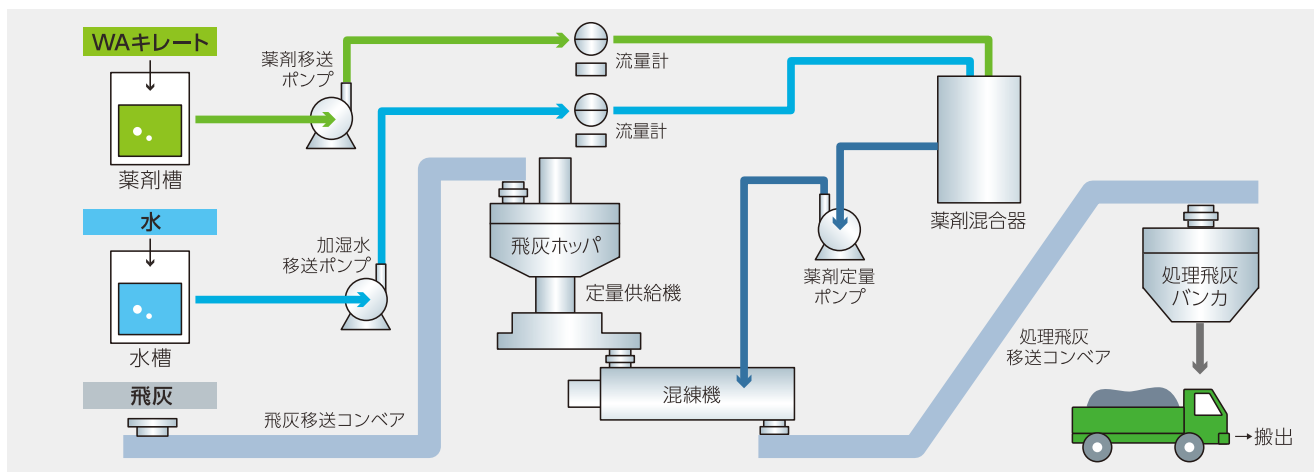 WAキレート
薬剤槽
薬剤移送
ポンプ
流量計
水
水槽
加湿水
移送ポンプ
流量計
飛灰
飛灰移送コンベア
飛灰ホッパ
定量供給機
混練機
薬剤混合器
薬剤定量
ポンプ
処理飛灰
移送コンベア
処理飛灰
バンカ
→搬出